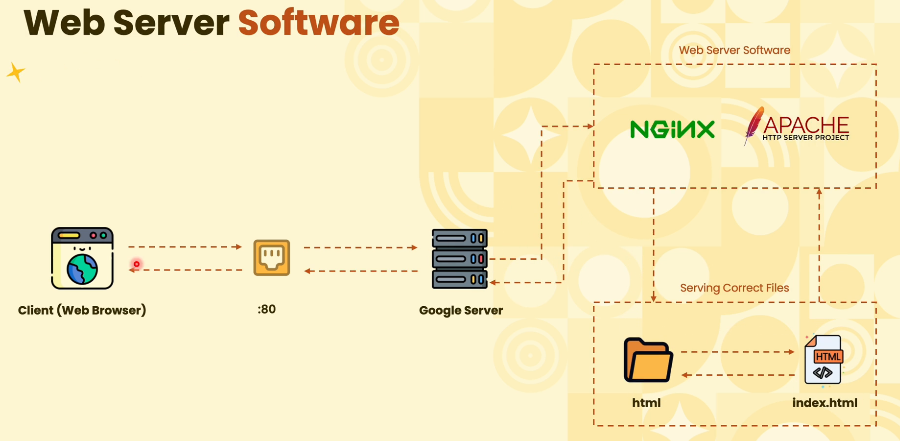 Web Server Software
Web Server Software
NGINX
APACHE
HTTP SERVER PROJECT
Client (Web Browser)
:80
Google Server
Serving Correct Files
HTML
</>
html
index.html